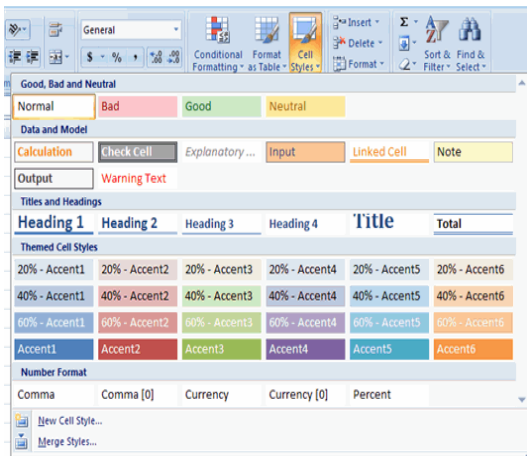 General
$ % ,
Conditional Formatting
Format as Table
Cell Styles
Insert
Delete
Format
Σ
Sort & Filter
Find & Select
Good, Bad and Neutral
Normal Bad Good Neutral
Data and Model
Calculation Check Cell Explanatory ... Input Linked Cell Note
Output Warning Text
Titles and Headings
Heading 1 Heading 2 Heading 3 Heading 4 Title Total
Themed Cell Styles
20% - Accent1 20% - Accent2 20% - Accent3 20% - Accent4 20% - Accent5 20% - Accent6
40% - Accent1 40% - Accent2 40% - Accent3 40% - Accent4 40% - Accent5 40% - Accent6
60% - Accent1 60% - Accent2 60% - Accent3 60% - Accent4 60% - Accent5 60% - Accent6
Accent1 Accent2 Accent3 Accent4 Accent5 Accent6
Number Format
Comma Comma [0] Currency Currency [0] Percent
New Cell Style...
Merge Styles...